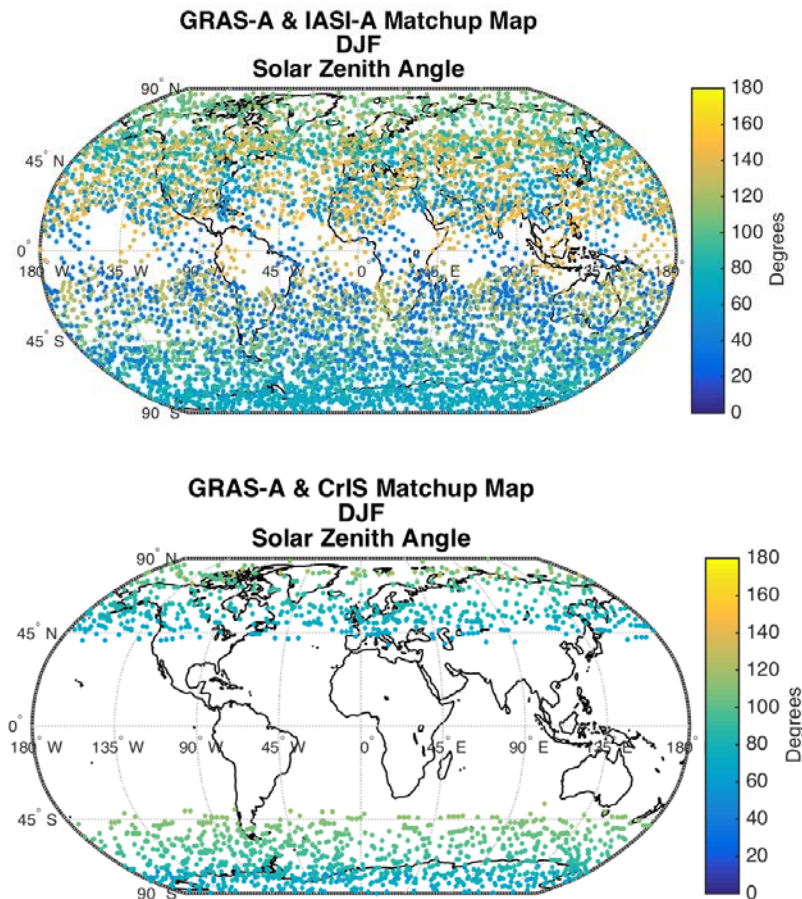 GRAS-A & IASI-A Matchup Map
DJF
Solar Zenith Angle
90° N
45° N
0°
180° W 135° W 90° W 45° W 0° 45° E 90° E 135° E 180°
45° S
90° S
180
160
140
120
100
80
60
40
20
0
Degrees
GRAS-A & CrIS Matchup Map
DJF
Solar Zenith Angle
90° N
45° N
0°
180° W 135° W 90° W 45° W 0° 45° E 90° E 135° E 180°
45° S
90° S
180
160
140
120
100
80
60
40
20
0
Degrees